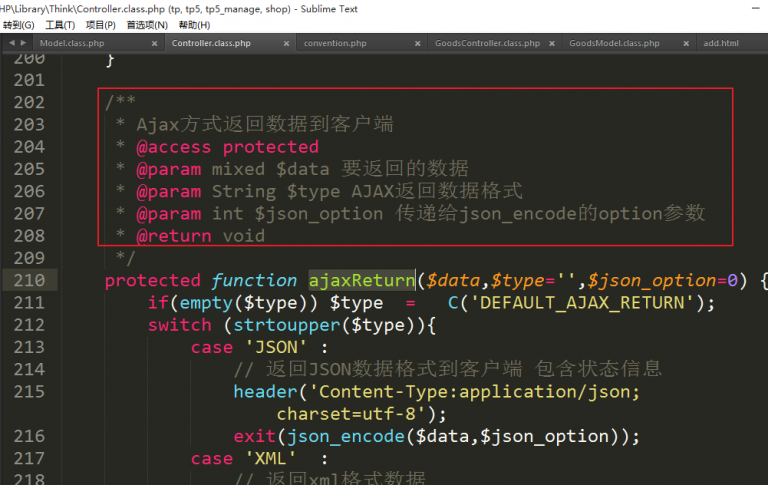 HP\Library\Think\Controller.class.php (tp, tp5, tp5_manage, shop) - Sublime Text
转到(G) 工具(T) 项目(P) 首选项(N) 帮助(H)
Model.class.php × Controller.class.php × convention.php × GoodsController.class.php × GoodsModel.class.php × add.html
200 }
201
202 /**
203 * Ajax方式返回数据到客户端
204 * @access protected
205 * @param mixed $data 要返回的数据
206 * @param String $type AJAX返回数据格式
207 * @param int $json_option 传递给json_encode的option参数
208 * @return void
209 */
210 protected function ajaxReturn($data,$type='',$json_option=0) {
211 if(empty($type)) $type = C('DEFAULT_AJAX_RETURN');
212 switch (strtoupper($type)){
213 case 'JSON' :
214 // 返回JSON数据格式到客户端 包含状态信息
215 header('Content-Type:application/json;
charset=utf-8');
216 exit(json_encode($data,$json_option));
217 case 'XML' :
218 // 返回xml格式数据